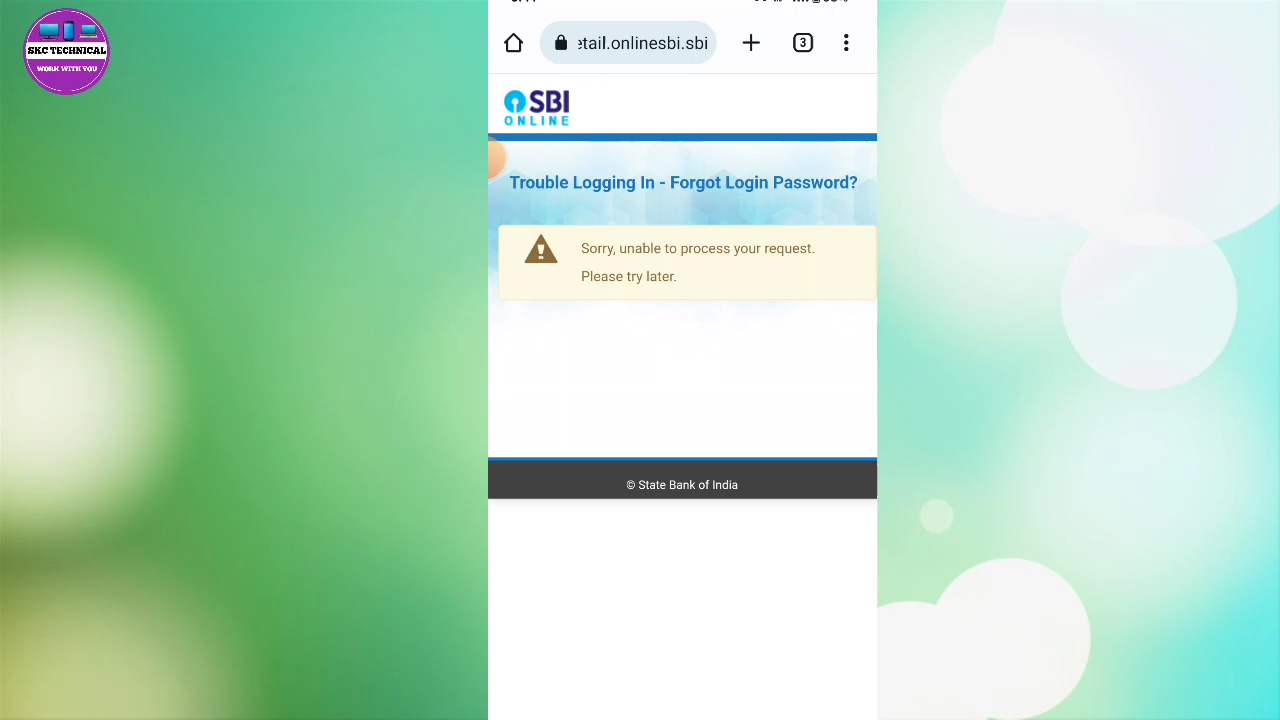 SKC TECHNICAL
WORK WITH YOU
etail.onlinesbi.sbi
3
SBI
ONLINE
Trouble Logging In - Forgot Login Password?
Sorry, unable to process your request.
Please try later.
© State Bank of India